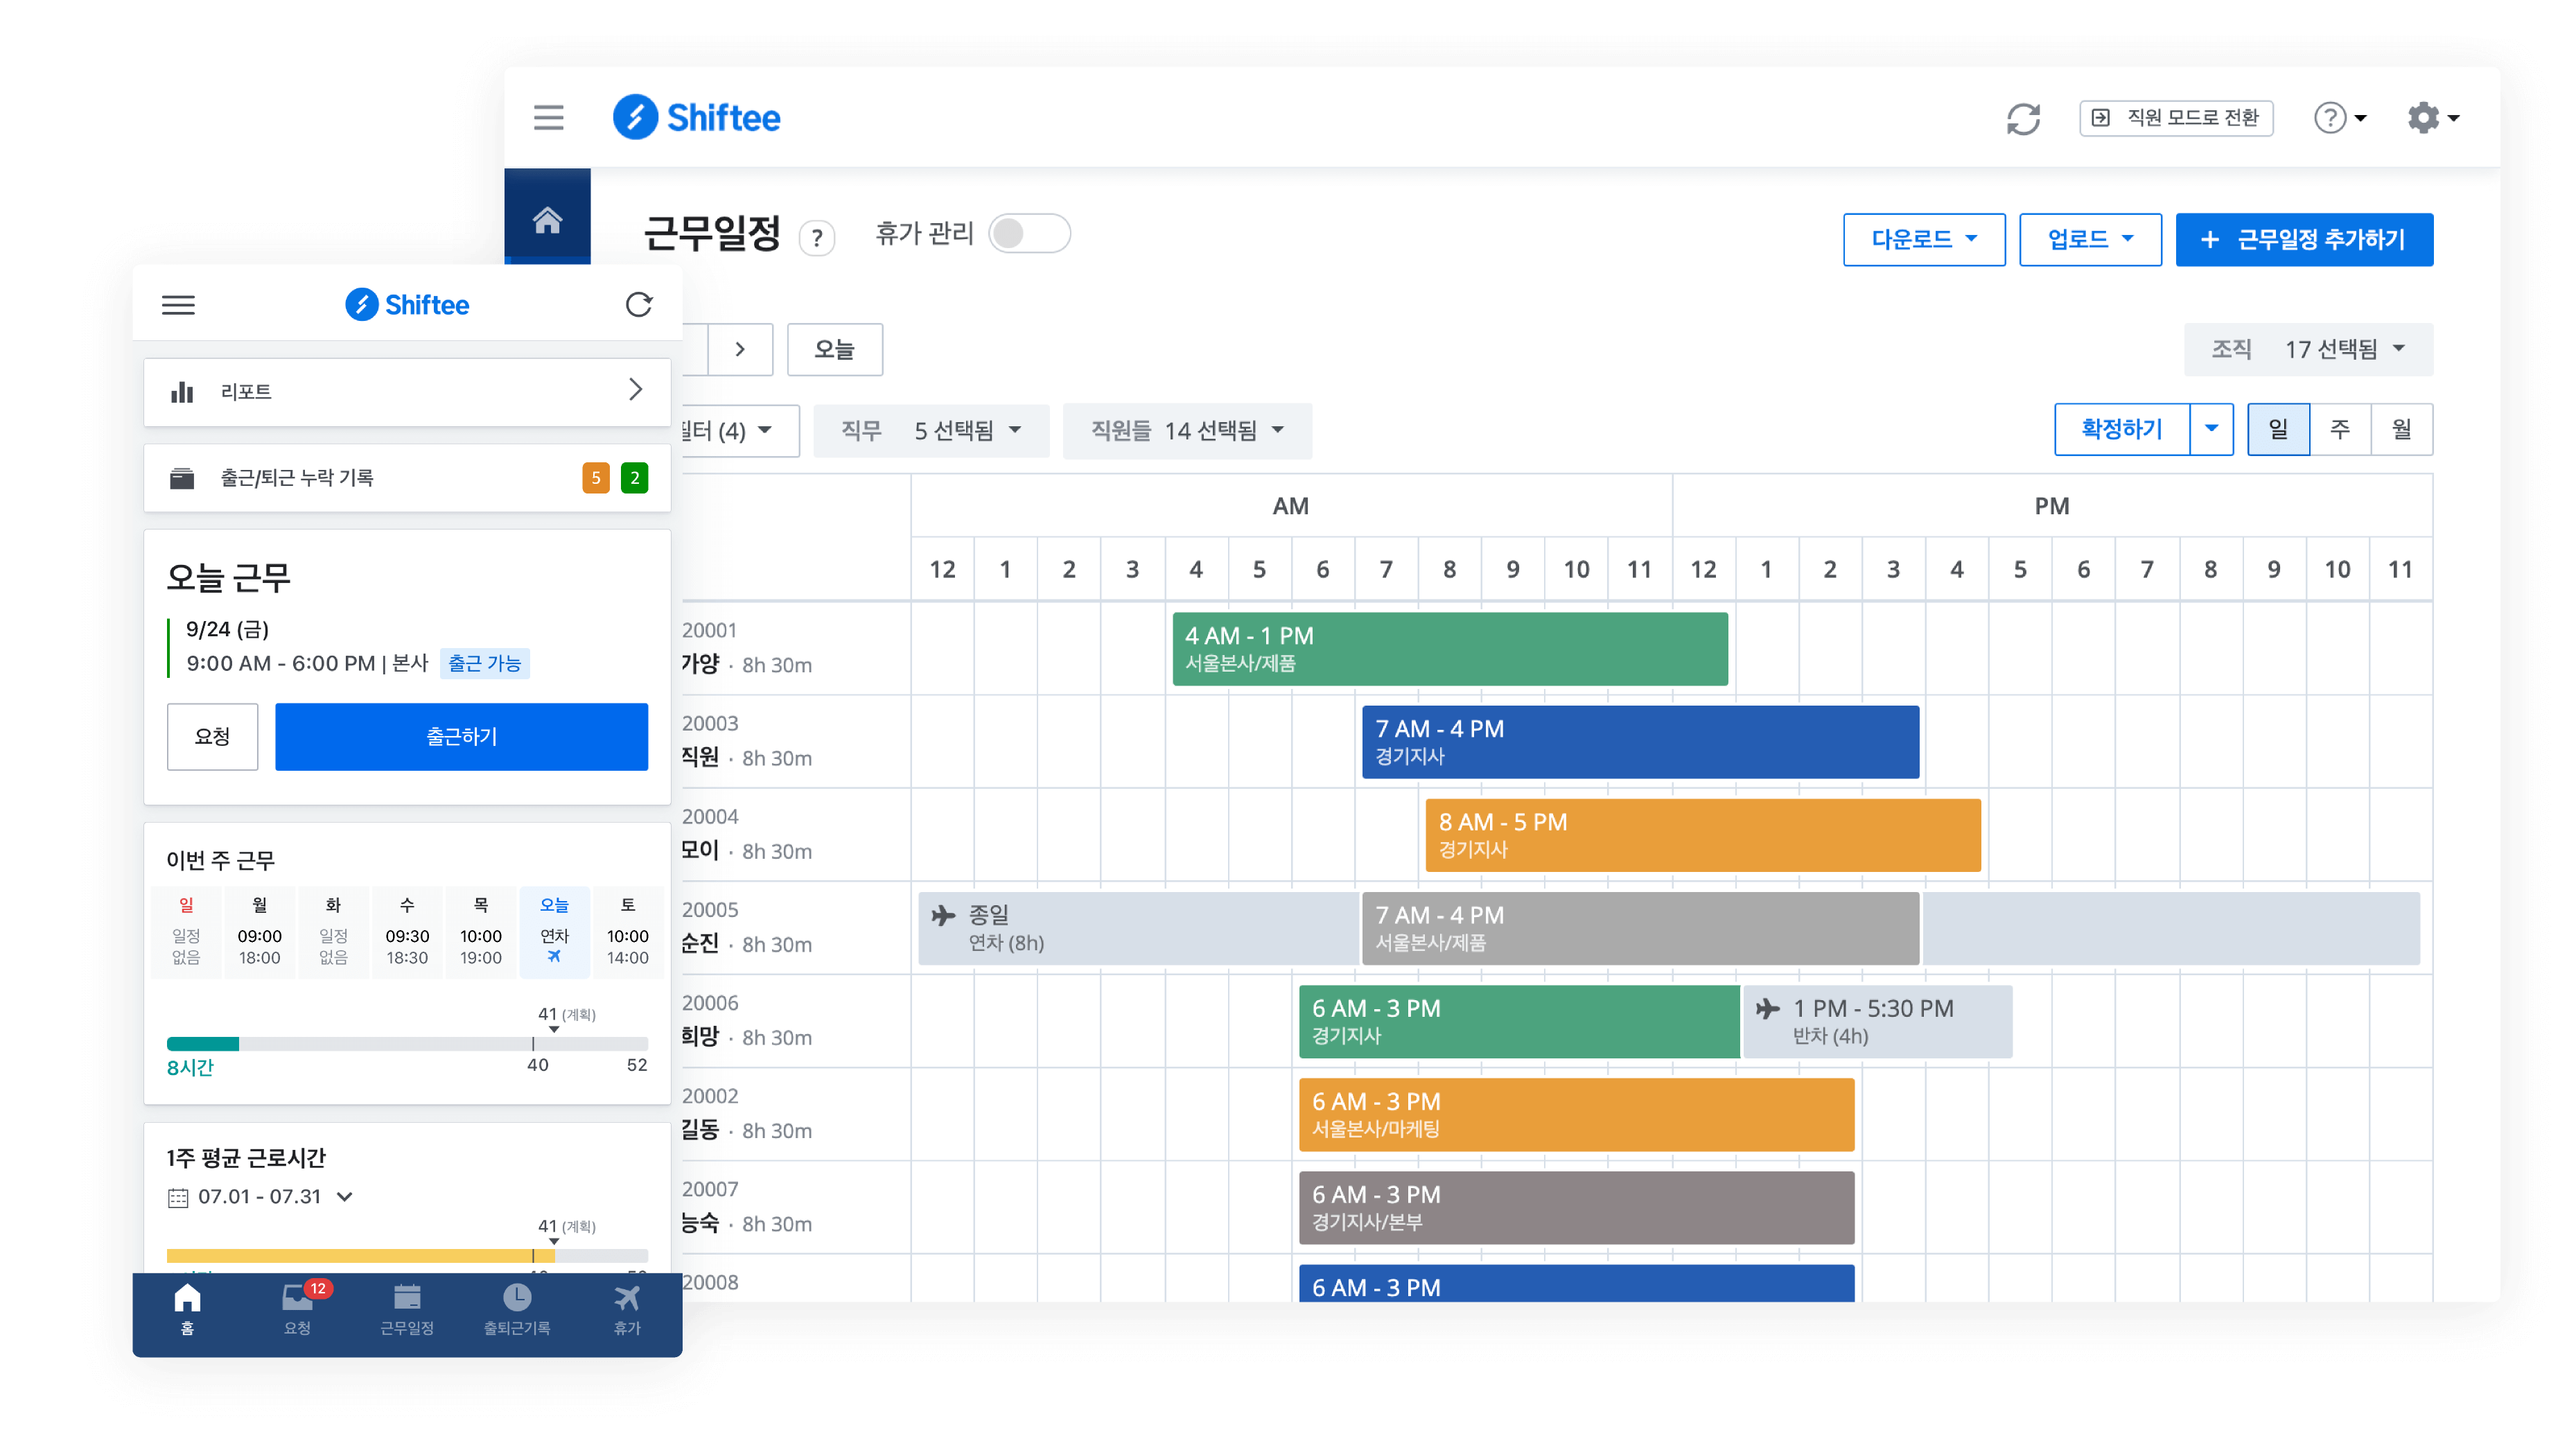 Shiftee
직원 모드로 전환
?
근무일정
?
휴가 관리
다운로드
업로드
+ 근무일정 추가하기
오늘
조직 17 선택됨
(4)
직무 5 선택됨
직원들 14 선택됨
확정하기
일 주 월
AM PM
12 1 2 3 4 5 6 7 8 9 10 11 12 1 2 3 4 5 6 7 8 9 10 11
20001
가양 · 8h 30m
4 AM - 1 PM
서울본사/제품
20003
직원 · 8h 30m
7 AM - 4 PM
경기지사
20004
모이 · 8h 30m
8 AM - 5 PM
경기지사
20005
순진 · 8h 30m
종일
연차 (8h)
7 AM - 4 PM
서울본사/제품
20006
희망 · 8h 30m
6 AM - 3 PM
경기지사
1 PM - 5:30 PM
반차 (4h)
20002
길동 · 8h 30m
6 AM - 3 PM
서울본사/마케팅
20007
능숙 · 8h 30m
6 AM - 3 PM
경기지사/본부
20008
6 AM - 3 PM
Shiftee
리포트
출근/퇴근 누락 기록
5 2
오늘 근무
9/24 (금)
9:00 AM - 6:00 PM | 본사 출근 가능
요청
출근하기
이번 주 근무
일 월 화 수 목 오늘 토
일정 09:00 일정 09:30 10:00 연차 10:00
없음 18:00 없음 18:30 19:00 14:00
41 (계획)
8시간 40 52
1주 평균 근로시간
07.01 - 07.31
41 (계획)
12
홈 요청 근무일정 출퇴근기록 휴가